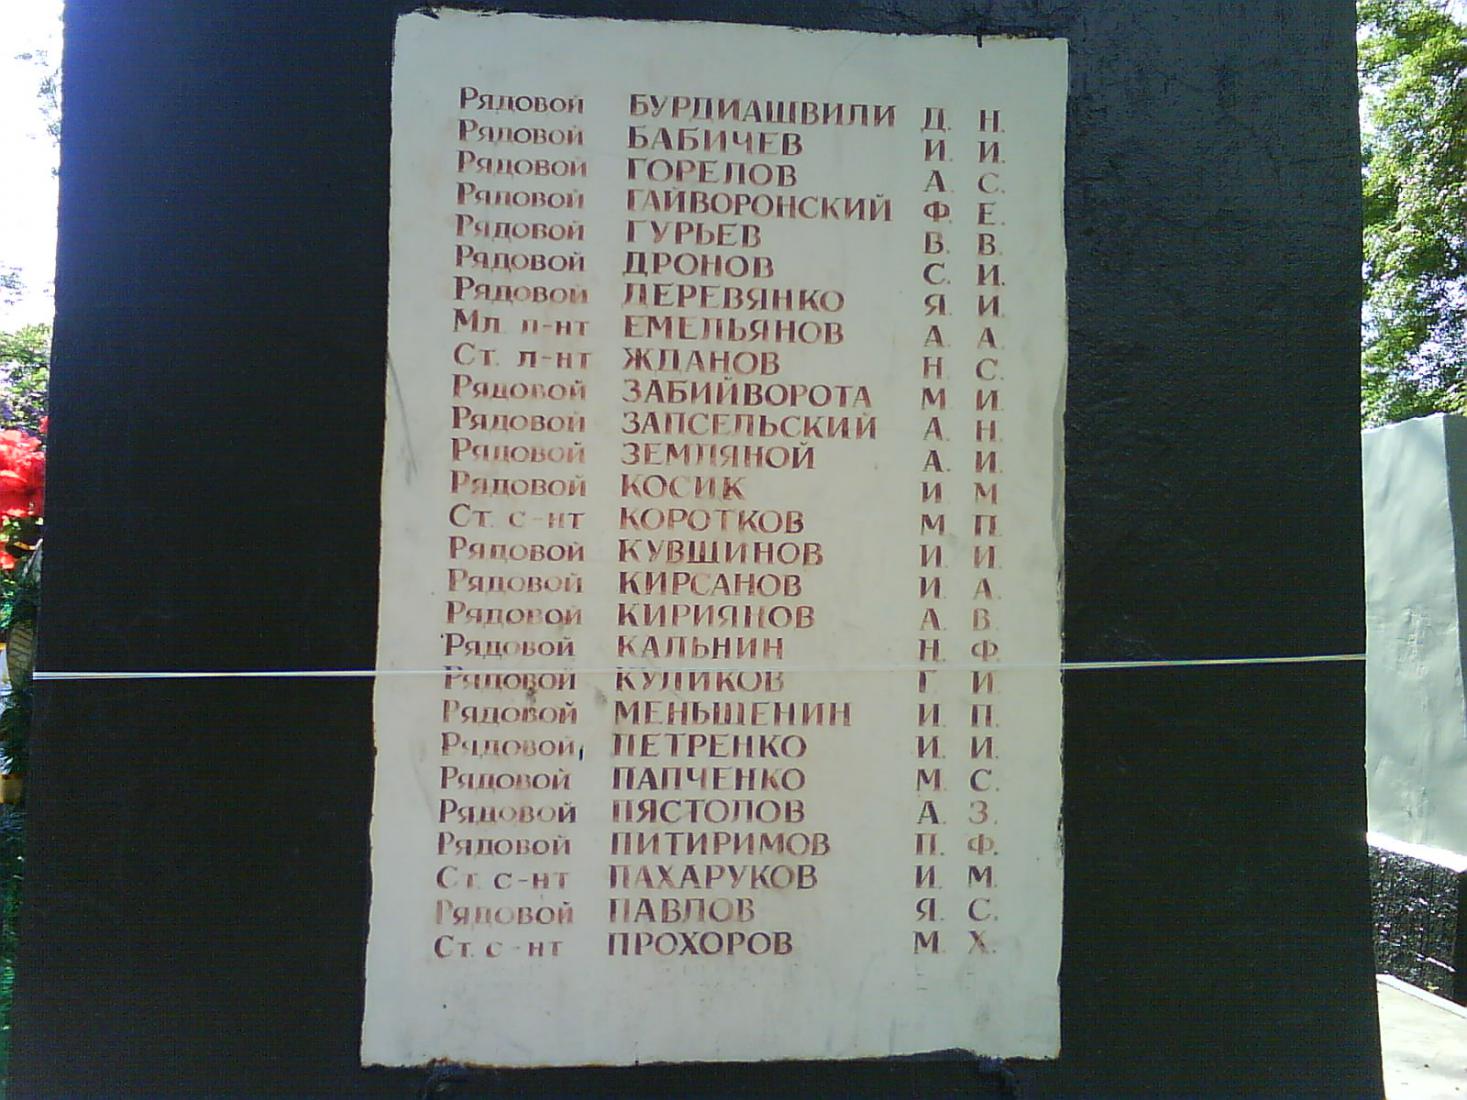 Рядовой БУРДИАШВИЛИ Д. Н.
Рядовой БАБИЧЕВ И. И.
Рядовой ГОРЕЛОВ А. С.
Рядовой ГАЙВОРОНСКИЙ Ф. Е.
Рядовой ГУРЬЕВ В. В.
Рядовой ДРОНОВ С. И.
Рядовой ДЕРЕВЯНКО Я. И.
Мл. л-нт ЕМЕЛЬЯНОВ А. А.
Ст. л-нт ЖДАНОВ Н. С.
Рядовой ЗАБИЙВОРОТА М. И.
Рядовой ЗАПСЕЛЬСКИЙ А. Н.
Рядовой ЗЕМЛЯНОЙ А. И.
Рядовой КОСИК И. М.
Ст. с-нт КОРОТКОВ М. П.
Рядовой КУВШИНОВ И. И.
Рядовой КИРСАНОВ И. А.
Рядовой КИРИЯНОВ А. В.
Рядовой КАЛЬНИН Н. Ф.
Рядовой КУЛИКОВ Г. И.
Рядовой МЕНЬШЕНИН И. П.
Рядовой ПЕТРЕНКО И. И.
Рядовой ПАПЧЕНКО М. С.
Рядовой ПЯСТОЛОВ А. З.
Рядовой ПИТИРИМОВ П. Ф.
Ст. с-нт ПАХАРУКОВ И. М.
Рядовой ПАВЛОВ Я. С.
Ст. с-нт ПРОХОРОВ М. Х.